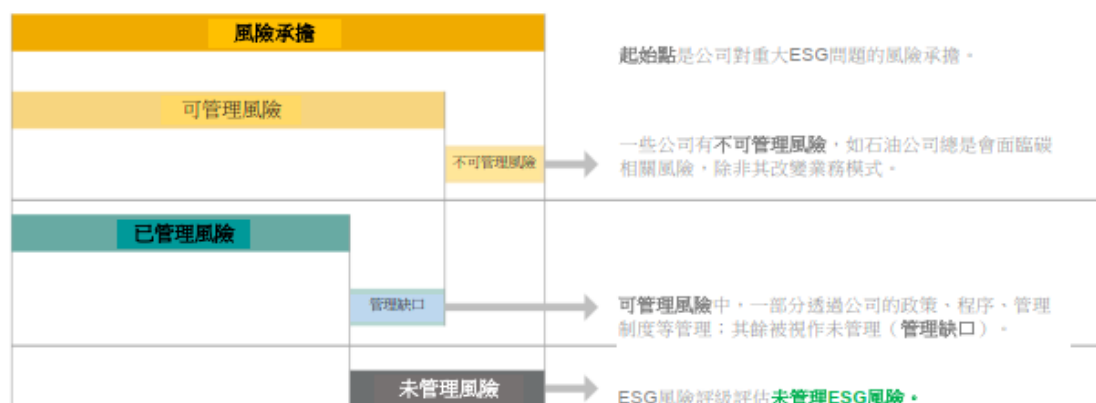 風險承擔
起始點是公司對重大ESG問題的風險承擔。
可管理風險
不可管理風險
一些公司有不可管理風險，如石油公司總是會面臨碳
相關風險，除非其改變業務模式。
已管理風險
管理缺口
可管理風險中，一部分透過公司的政策、程序、管理
制度等管理；其餘被視作未管理（管理缺口）。
未管理風險
ESG風險評級評估未管理ESG風險。